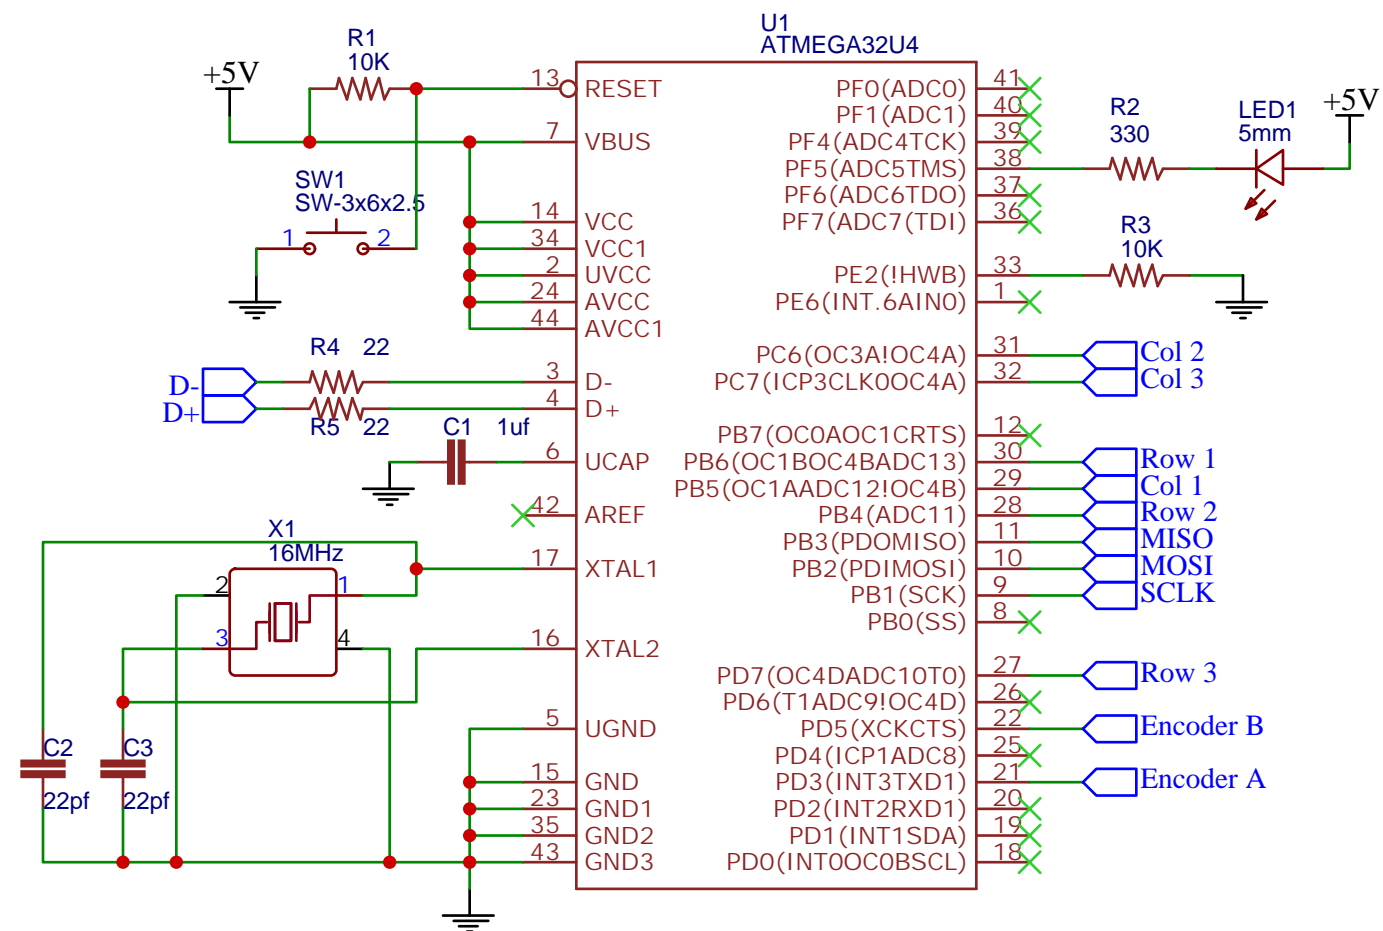 U1
ATMEGA32U4
R1
10K
+5V
13
RESET
7
VBUS
SW1
SW-3x6x2.5
1
2
14
VCC
34
VCC1
2
UVCC
24
AVCC
44
AVCC1
R4 22
D-
3
D-
D+
4
D+
R5 22
C1 1uf
6
UCAP
42
AREF
X1
16MHz
17
XTAL1
2
1
3
4
16
XTAL2
5
UGND
C2
22pf
C3
22pf
15
GND
23
GND1
35
GND2
43
GND3
PF0(ADC0)
41
PF1(ADC1)
40
PF4(ADC4TCK)
39
PF5(ADC5TMS)
38
PF6(ADC6TDO)
37
PF7(ADC7(TDI)
36
R2
330
LED1
5mm
+5V
R3
10K
PE2(!HWB)
33
PE6(INT.6AIN0)
1
PC6(OC3A!OC4A)
31
Col 2
PC7(ICP3CLK0OC4A)
32
Col 3
PB7(OC0AOC1CRTS)
12
PB6(OC1BOC4BADC13)
30
Row 1
PB5(OC1AADC12!OC4B)
29
Col 1
PB4(ADC11)
28
Row 2
PB3(PDOMISO)
11
MISO
PB2(PDIMOSI)
10
MOSI
PB1(SCK)
9
SCLK
PB0(SS)
8
PD7(OC4DADC10T0)
27
Row 3
PD6(T1ADC9!OC4D)
26
PD5(XCKCTS)
22
Encoder B
PD4(ICP1ADC8)
25
PD3(INT3TXD1)
21
Encoder A
PD2(INT2RXD1)
20
PD1(INT1SDA)
19
PD0(INT0OC0BSCL)
18